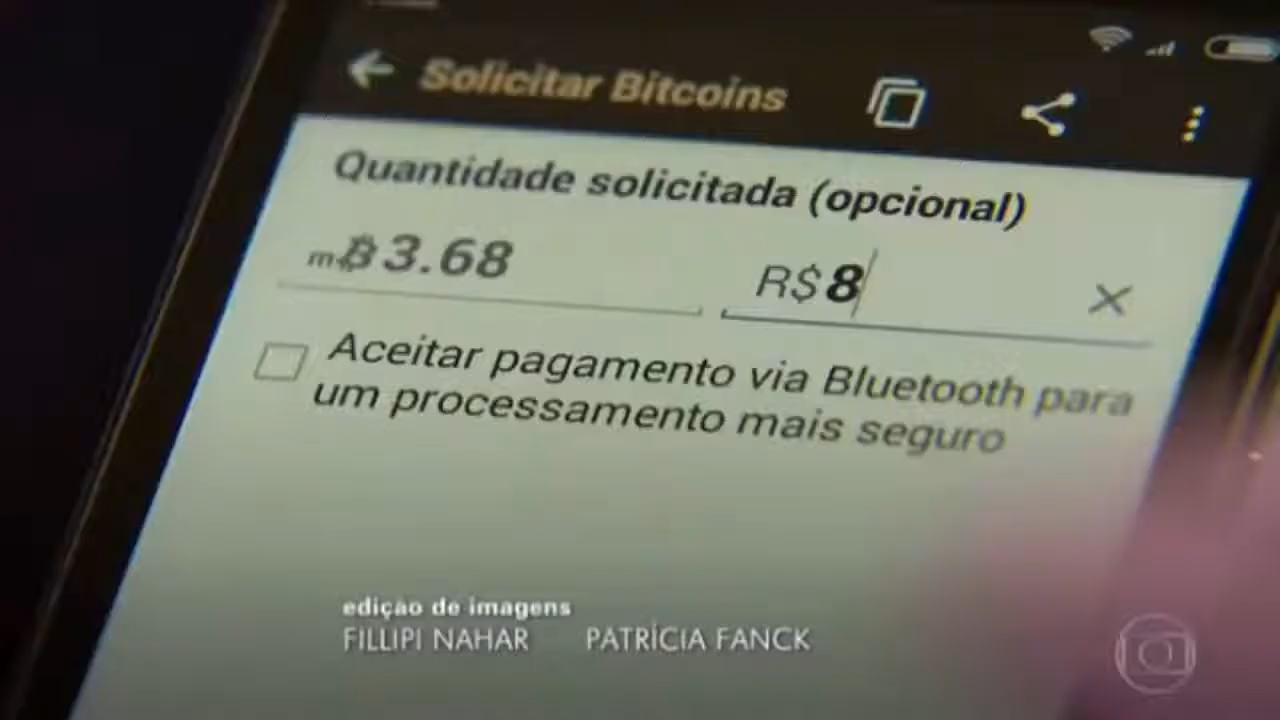 Solicitar Bitcoins
Quantidade solicitada (opcional)
m₿ 3.68 R$ 8
Aceitar pagamento via Bluetooth para
um processamento mais seguro
edição de imagens
FILLIPI NAHAR PATRÍCIA FANCK